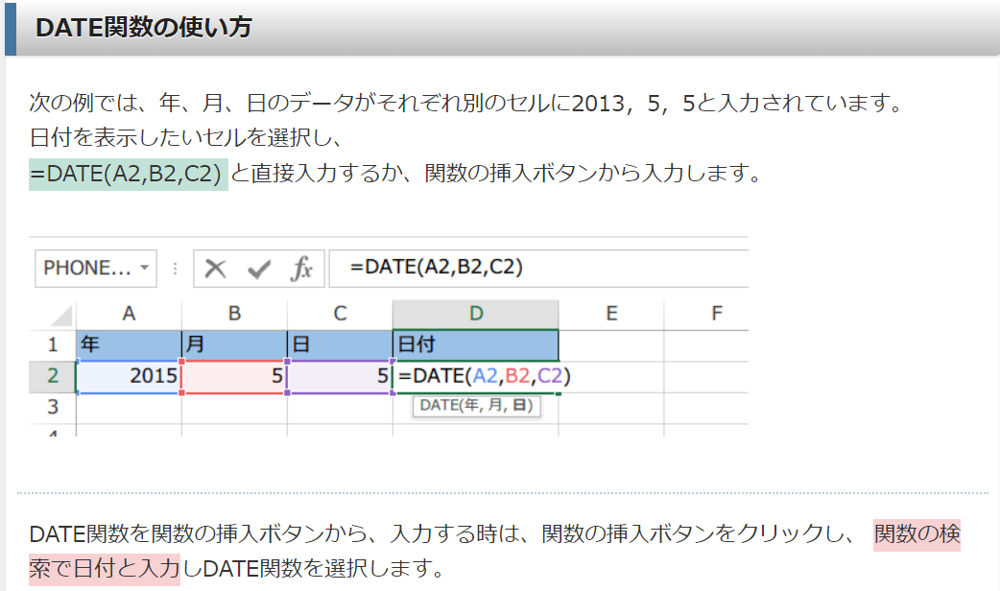 DATE関数の使い方
次の例では、年、月、日のデータがそれぞれ別のセルに2013，5，5と入力されています。
日付を表示したいセルを選択し、
=DATE(A2,B2,C2) と直接入力するか、関数の挿入ボタンから入力します。
PHONE... fx =DATE(A2,B2,C2)
A B C D E F
1 年 月 日 日付
2 2015 5 5 =DATE(A2,B2,C2)
3 DATE(年, 月, 日)
4
DATE関数を関数の挿入ボタンから、入力する時は、関数の挿入ボタンをクリックし、 関数の検
索で日付と入力しDATE関数を選択します。